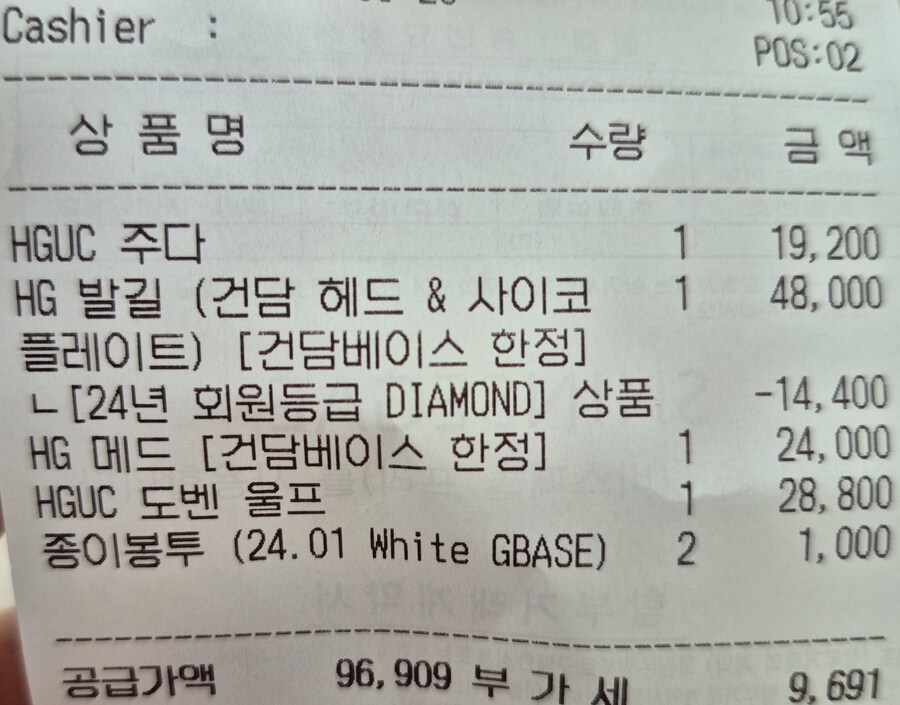 10:55
Cashier :
POS:02
상 품 명 수량 금 액
HGUC 주다 1 19,200
HG 발길 (건담 헤드 & 사이코 1 48,000
플레이트) [건담베이스 한정]
ㄴ[24년 회원등급 DIAMOND] 상품 -14,400
HG 메드 [건담베이스 한정] 1 24,000
HGUC 도벤 울프 1 28,800
종이봉투 (24.01 White GBASE) 2 1,000
공급가액 96,909 부 가 세 9,691